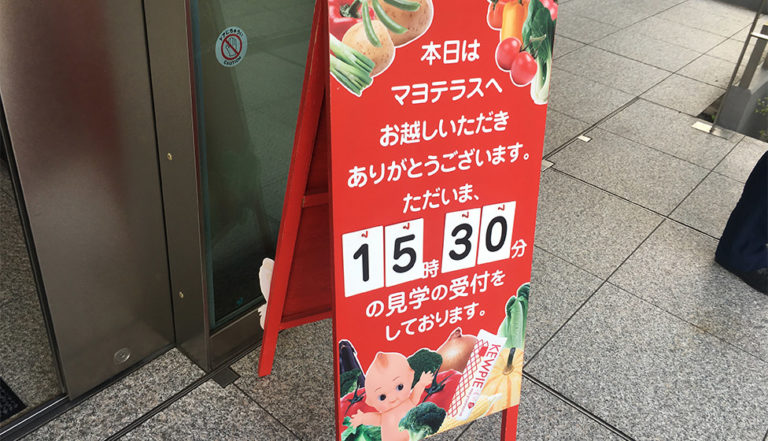 本日は
マヨテラスへ
お越しいただき
ありがとうございます。
ただいま、
15時30分
の見学の受付を
しております。
KEWPIE
CAUTION